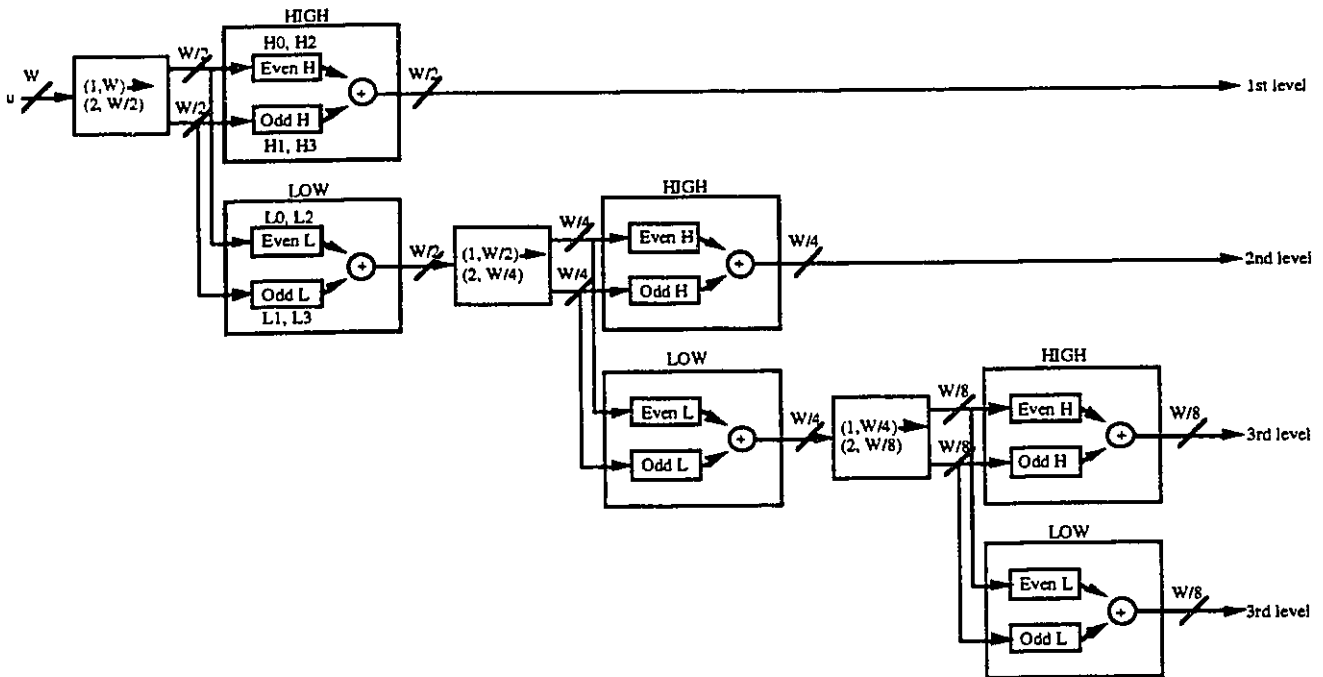 HIGH
H0, H2
W/2
Even H
W/2
W
(1,W)
1st level
u
(2, W/2)
W/2
Odd H
H1, H3
LOW
HIGH
L0, L2
W/4
Even L
Even H
W/2
(1,W/2)
W/4
2nd level
(2, W/4)
W/4
Odd L
Odd H
L1, L3
LOW
HIGH
W/8
Even L
Even H
W/4
(1,W/4)
W/8
3rd level
(2, W/8)
W/8
Odd L
Odd H
LOW
Even L
W/8
3rd level
Odd L